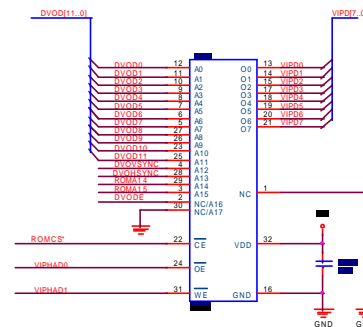 DVOD[11..0]
VIPD[7..0]
DVOD0 12 A0 O0 13 VIPD0
DVOD1 11 A1 O1 14 VIPD1
DVOD2 10 A2 O2 15 VIPD2
DVOD3 9 A3 O3 17 VIPD3
DVOD4 8 A4 O4 18 VIPD4
DVOD5 7 A5 O5 19 VIPD5
DVOD6 6 A6 O6 20 VIPD6
DVOD7 5 A7 O7 21 VIPD7
DVOD8 27 A8
DVOD9 26 A9
DVOD10 23 A10
DVOD11 25 A11
DVOVSYNC 4 A12
DVOHSYNC 28 A13
ROMA14 29 A14
ROMA15 3 A15 NC 1
DVODE 2 NC/A16
30 NC/A17
ROMCS* 22 CE VDD 32
VIPHAD0 24 OE
VIPHAD1 31 WE GND 16
GND